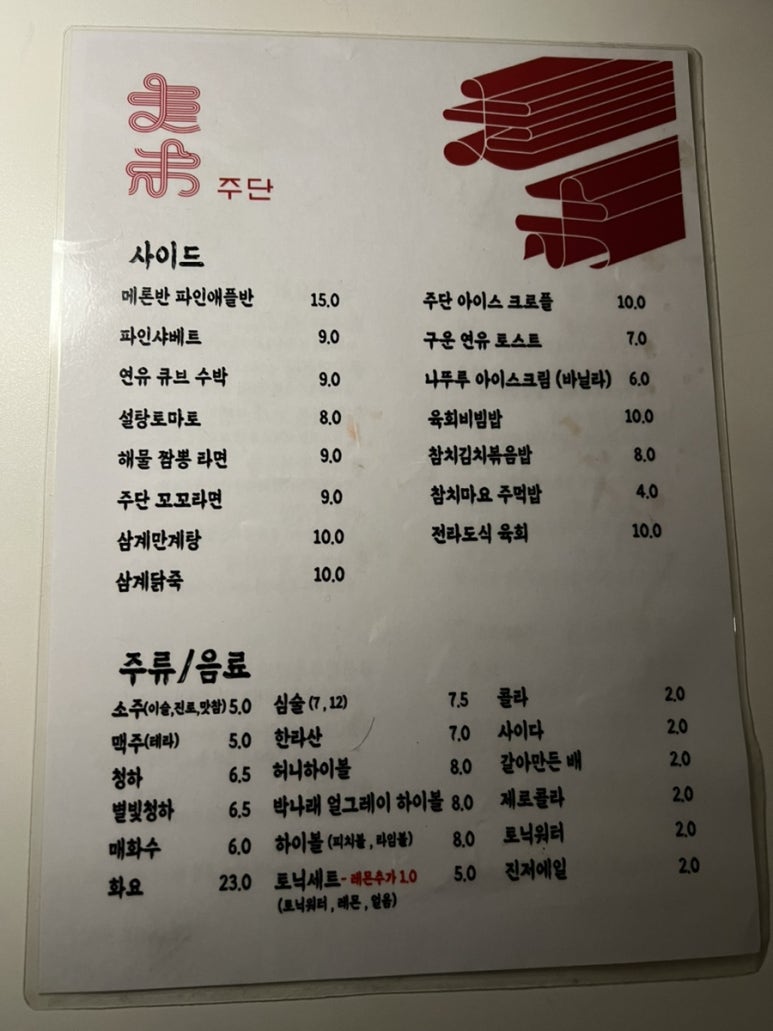 주단
사이드
메론반 파인애플반 15.0
파인샤베트 9.0
연유 큐브 수박 9.0
설탕토마토 8.0
해물 짬뽕 라면 9.0
주단 꼬꼬라면 9.0
삼계만계탕 10.0
삼계닭죽 10.0
주단 아이스 크로플 10.0
구운 연유 토스트 7.0
나뚜루 아이스크림 (바닐라) 6.0
육회비빔밥 10.0
참치김치볶음밥 8.0
참치마요 주먹밥 4.0
전라도식 육회 10.0
주류/음료
소주(이슬,진로,맛참) 5.0
맥주(테라) 5.0
청하 6.5
별빛청하 6.5
매화수 6.0
화요 23.0
심술 (7 , 12) 7.5
한라산 7.0
허니하이볼 8.0
박나래 얼그레이 하이볼 8.0
하이볼 (피치볼 , 라임볼) 8.0
토닉세트- 레몬추가 1.0 5.0
(토닉워터 , 레몬 , 얼음)
콜라 2.0
사이다 2.0
갈아만든 배 2.0
제로콜라 2.0
토닉워터 2.0
진저에일 2.0